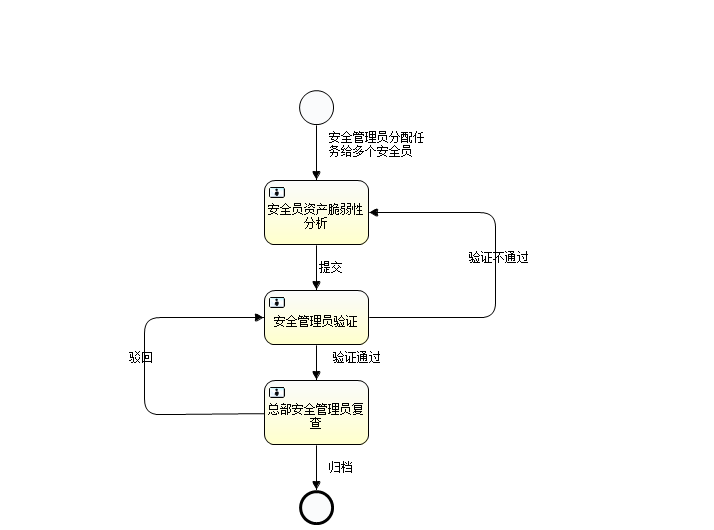 安全管理员分配任
务给多个安全员
安全员资产脆弱性
分析
验证不通过
提交
安全管理员验证
驳回
验证通过
总部安全管理员复
查
归档